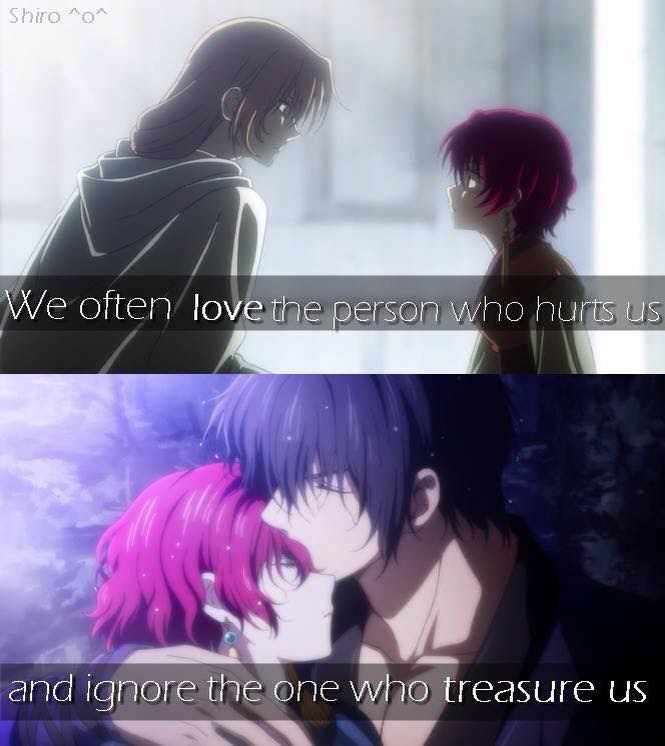 Shiro ^o^
We often love the person who hurts us
and ignore the one who treasure us